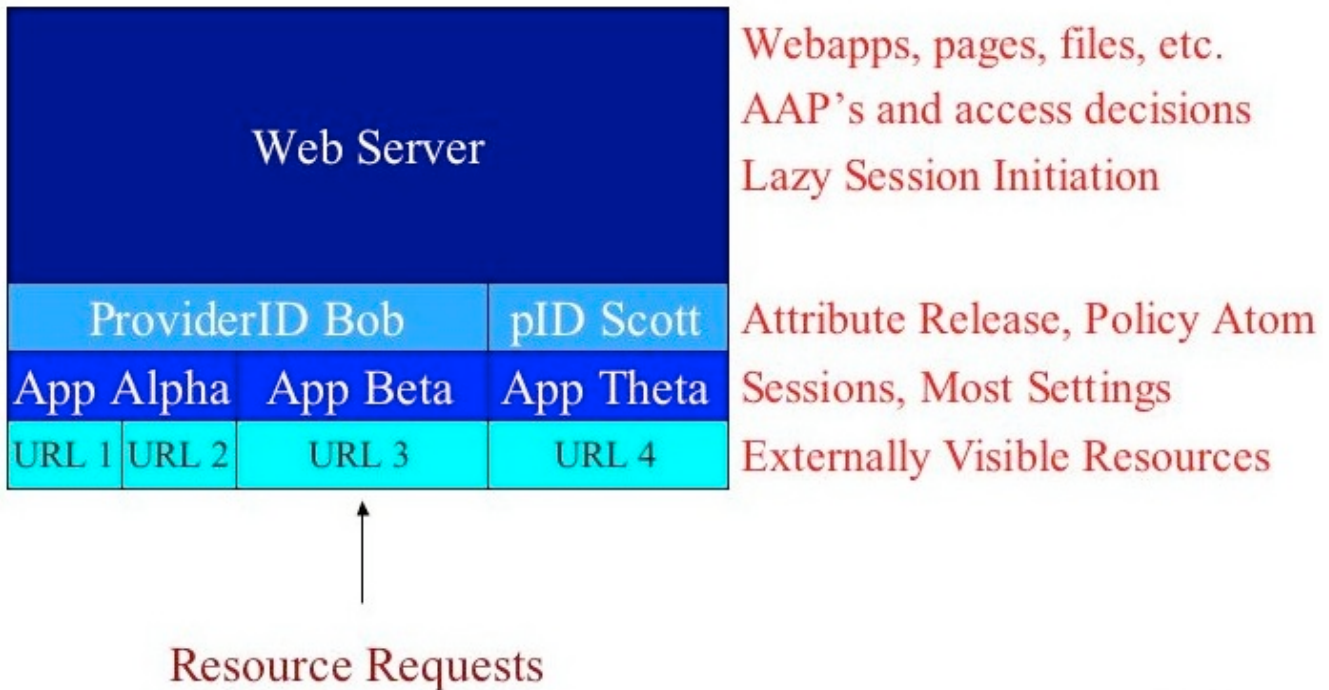 Webapps, pages, files, etc.
AAP’s and access decisions
Web Server
Lazy Session Initiation
ProviderID Bob
pID Scott
Attribute Release, Policy Atom
App Alpha
App Beta
App Theta
Sessions, Most Settings
URL 1
URL 2
URL 3
URL 4
Externally Visible Resources
Resource Requests